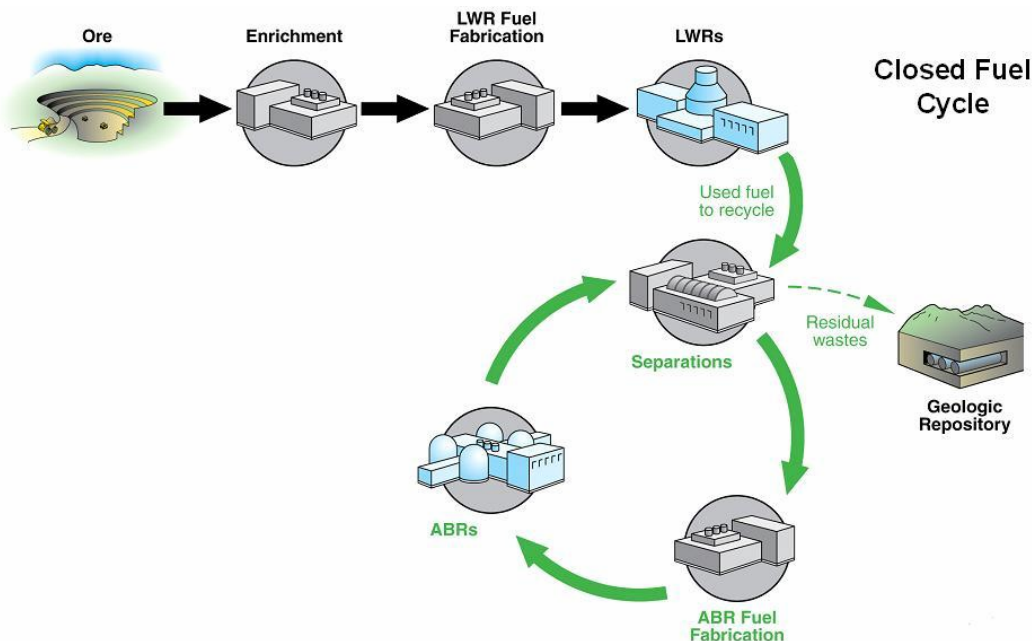 Ore
Enrichment
LWR Fuel
Fabrication
LWRs
Closed Fuel
Cycle
Used fuel
to recycle
Separations
Residual
wastes
Geologic
Repository
ABRs
ABR Fuel
Fabrication